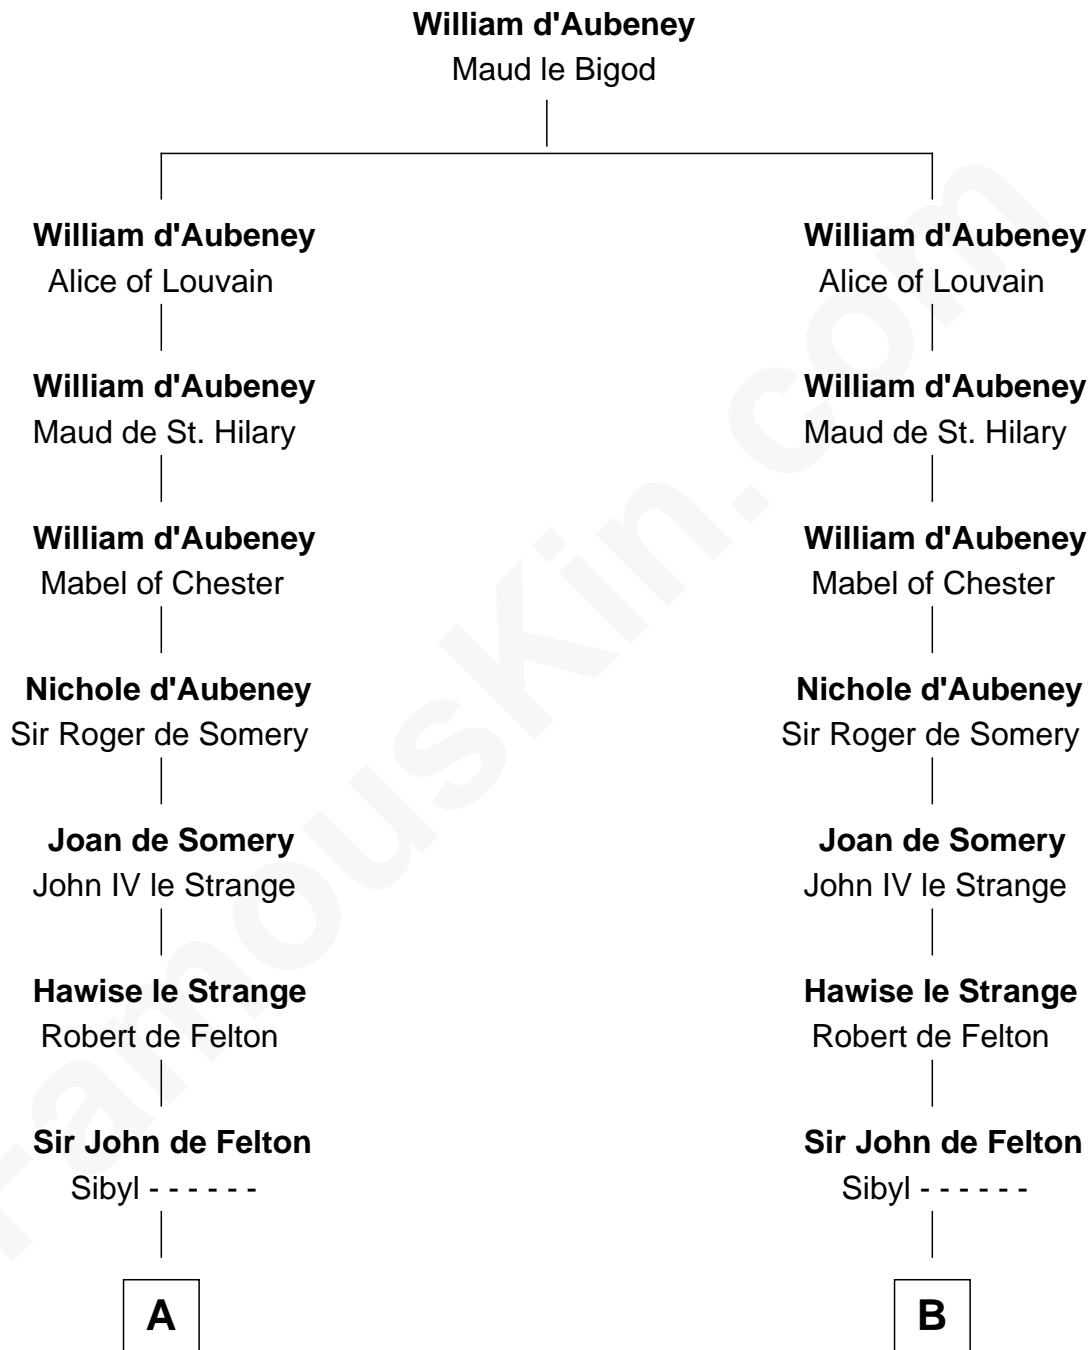 William d'Aubeney
Maud le Bigod
William d'Aubeney William d'Aubeney
Alice of Louvain Alice of Louvain
William d'Aubeney William d'Aubeney
Maud de St. Hilary Maud de St. Hilary
William d'Aubeney William d'Aubeney
Mabel of Chester Mabel of Chester
Nichole d'Aubeney Nichole d'Aubeney
Sir Roger de Somery Sir Roger de Somery
Joan de Somery Joan de Somery
John IV le Strange John IV le Strange
Hawise le Strange Hawise le Strange
Robert de Felton Robert de Felton
Sir John de Felton Sir John de Felton
Sibyl - - - - - - Sibyl - - - - - -
A B
FamousKin.com